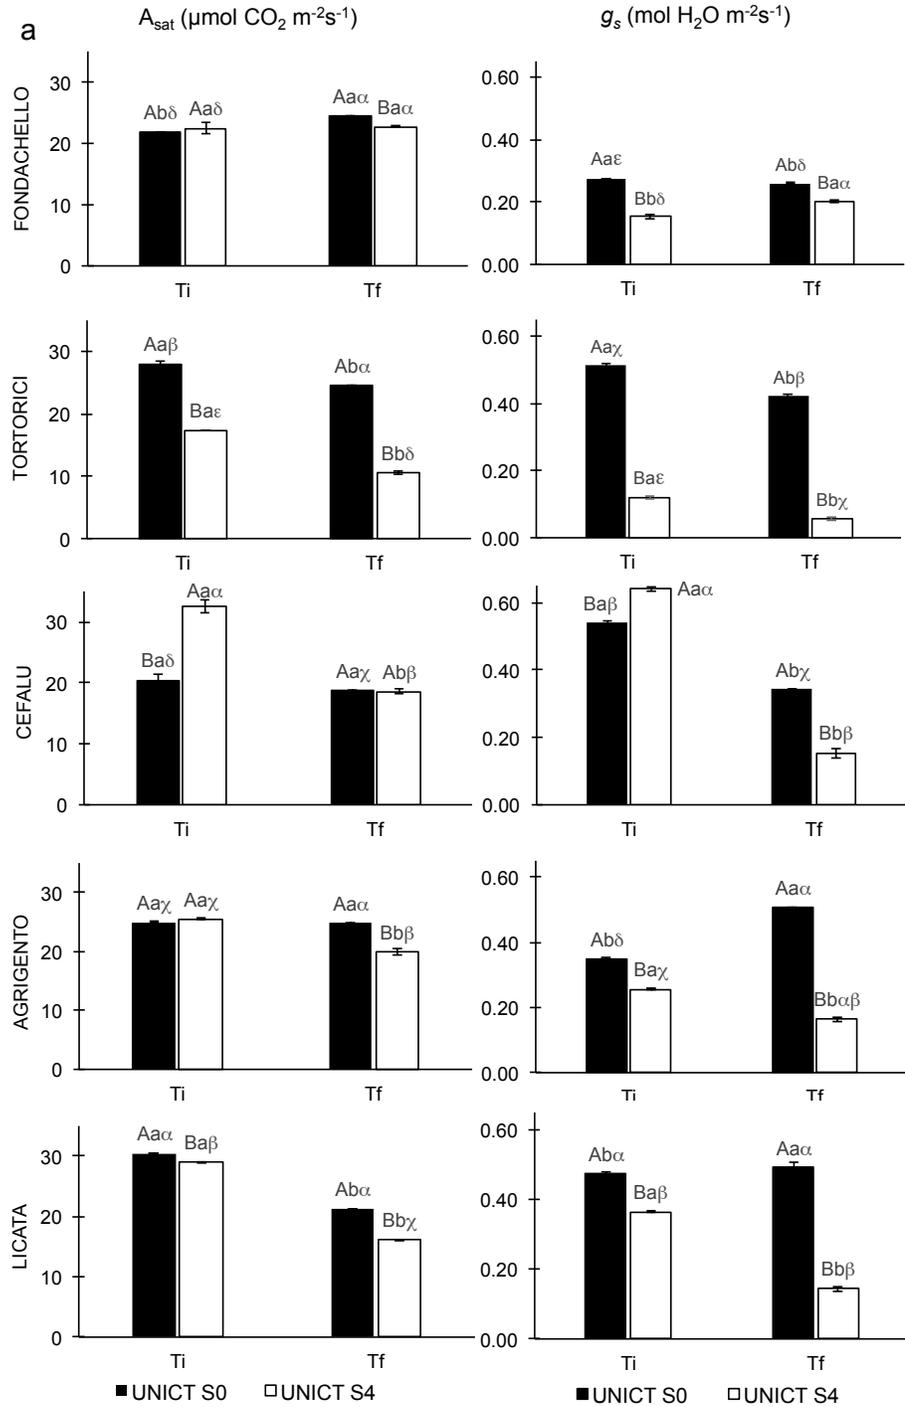 a
A_sat (µmol CO₂ m⁻²s⁻¹)
g_s (mol H₂O m⁻²s⁻¹)
FONDACHELLO
30
20
10
0
Abδ
Aaδ
Aaα
Baα
Ti
Tf
0.60
0.40
0.20
0.00
Aaε
Bbδ
Abδ
Baα
Ti
Tf
TORTORICI
30
20
10
0
Aaβ
Baε
Abα
Bbδ
Ti
Tf
0.60
0.40
0.20
0.00
Aaχ
Baε
Abβ
Bbχ
Ti
Tf
CEFALU
30
20
10
0
Baδ
Aaα
Aaχ
Abβ
Ti
Tf
0.60
0.40
0.20
0.00
Baβ
Aaα
Abχ
Bbβ
Ti
Tf
AGRIGENTO
30
20
10
0
Aaχ
Aaχ
Aaα
Bbβ
Ti
Tf
0.60
0.40
0.20
0.00
Abδ
Baχ
Aaα
Bbαβ
Ti
Tf
LICATA
30
20
10
0
Aaα
Baβ
Abα
Bbχ
Ti
Tf
0.60
0.40
0.20
0.00
Abα
Baβ
Aaα
Bbβ
Ti
Tf
UNICT S0
UNICT S4
UNICT S0
UNICT S4